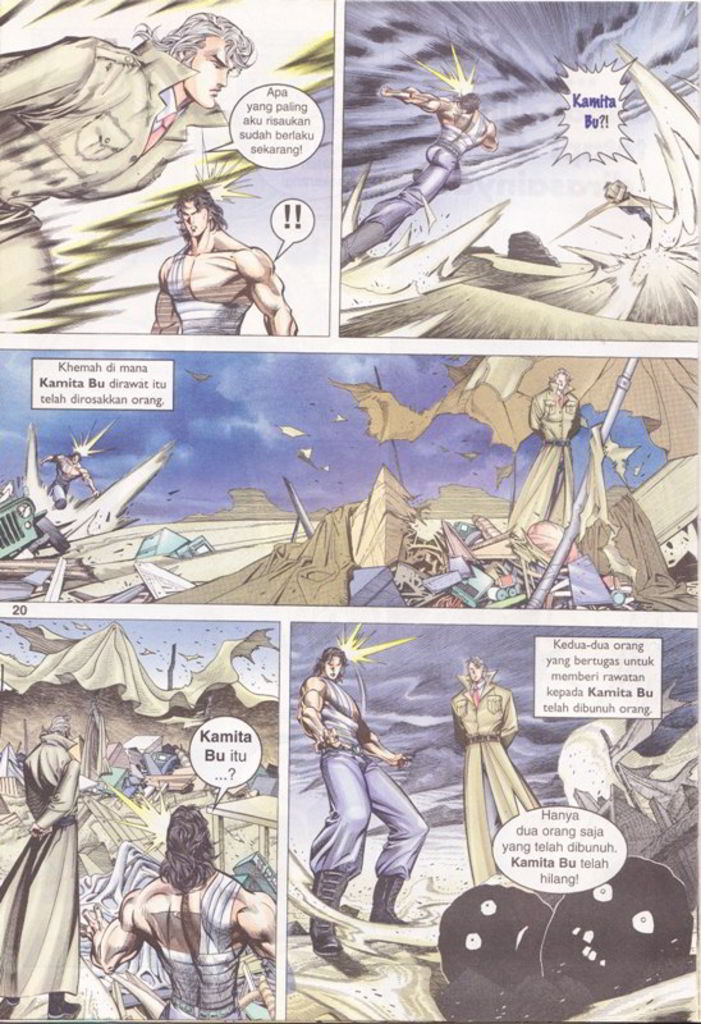 Apa
yang paling
aku risaukan
sudah berlaku
sekarang!
!!
Kamita
Bu?!
Khemah di mana
Kamita Bu dirawat itu
telah dirosakkan orang.
20
Kamita
Bu itu
...?
Kedua-dua orang
yang bertugas untuk
memberi rawatan
kepada Kamita Bu
telah dibunuh orang.
Hanya
dua orang saja
yang telah dibunuh.
Kamita Bu telah
hilang!